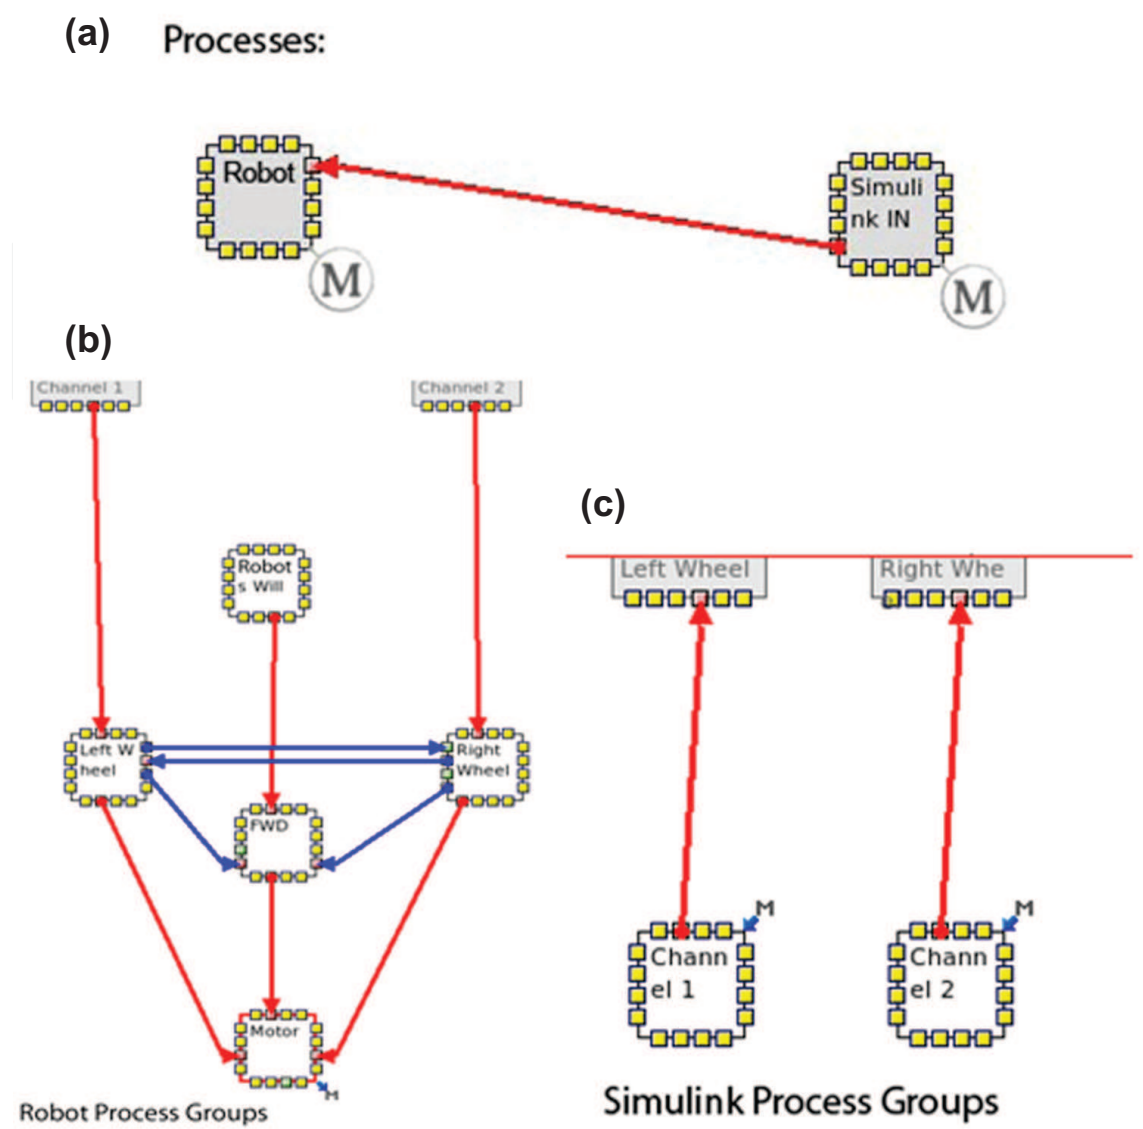 (a)
Processes:
Robot
M
Simuli
nk IN
M
(b)
Channel 1
Channel 2
Robot
s Will
Left W
heel
Right
Wheel
FWD
Motor
M
Robot Process Groups
(c)
Left Wheel
Right Whe
M
Chann
el 1
M
Chann
el 2
Simulink Process Groups